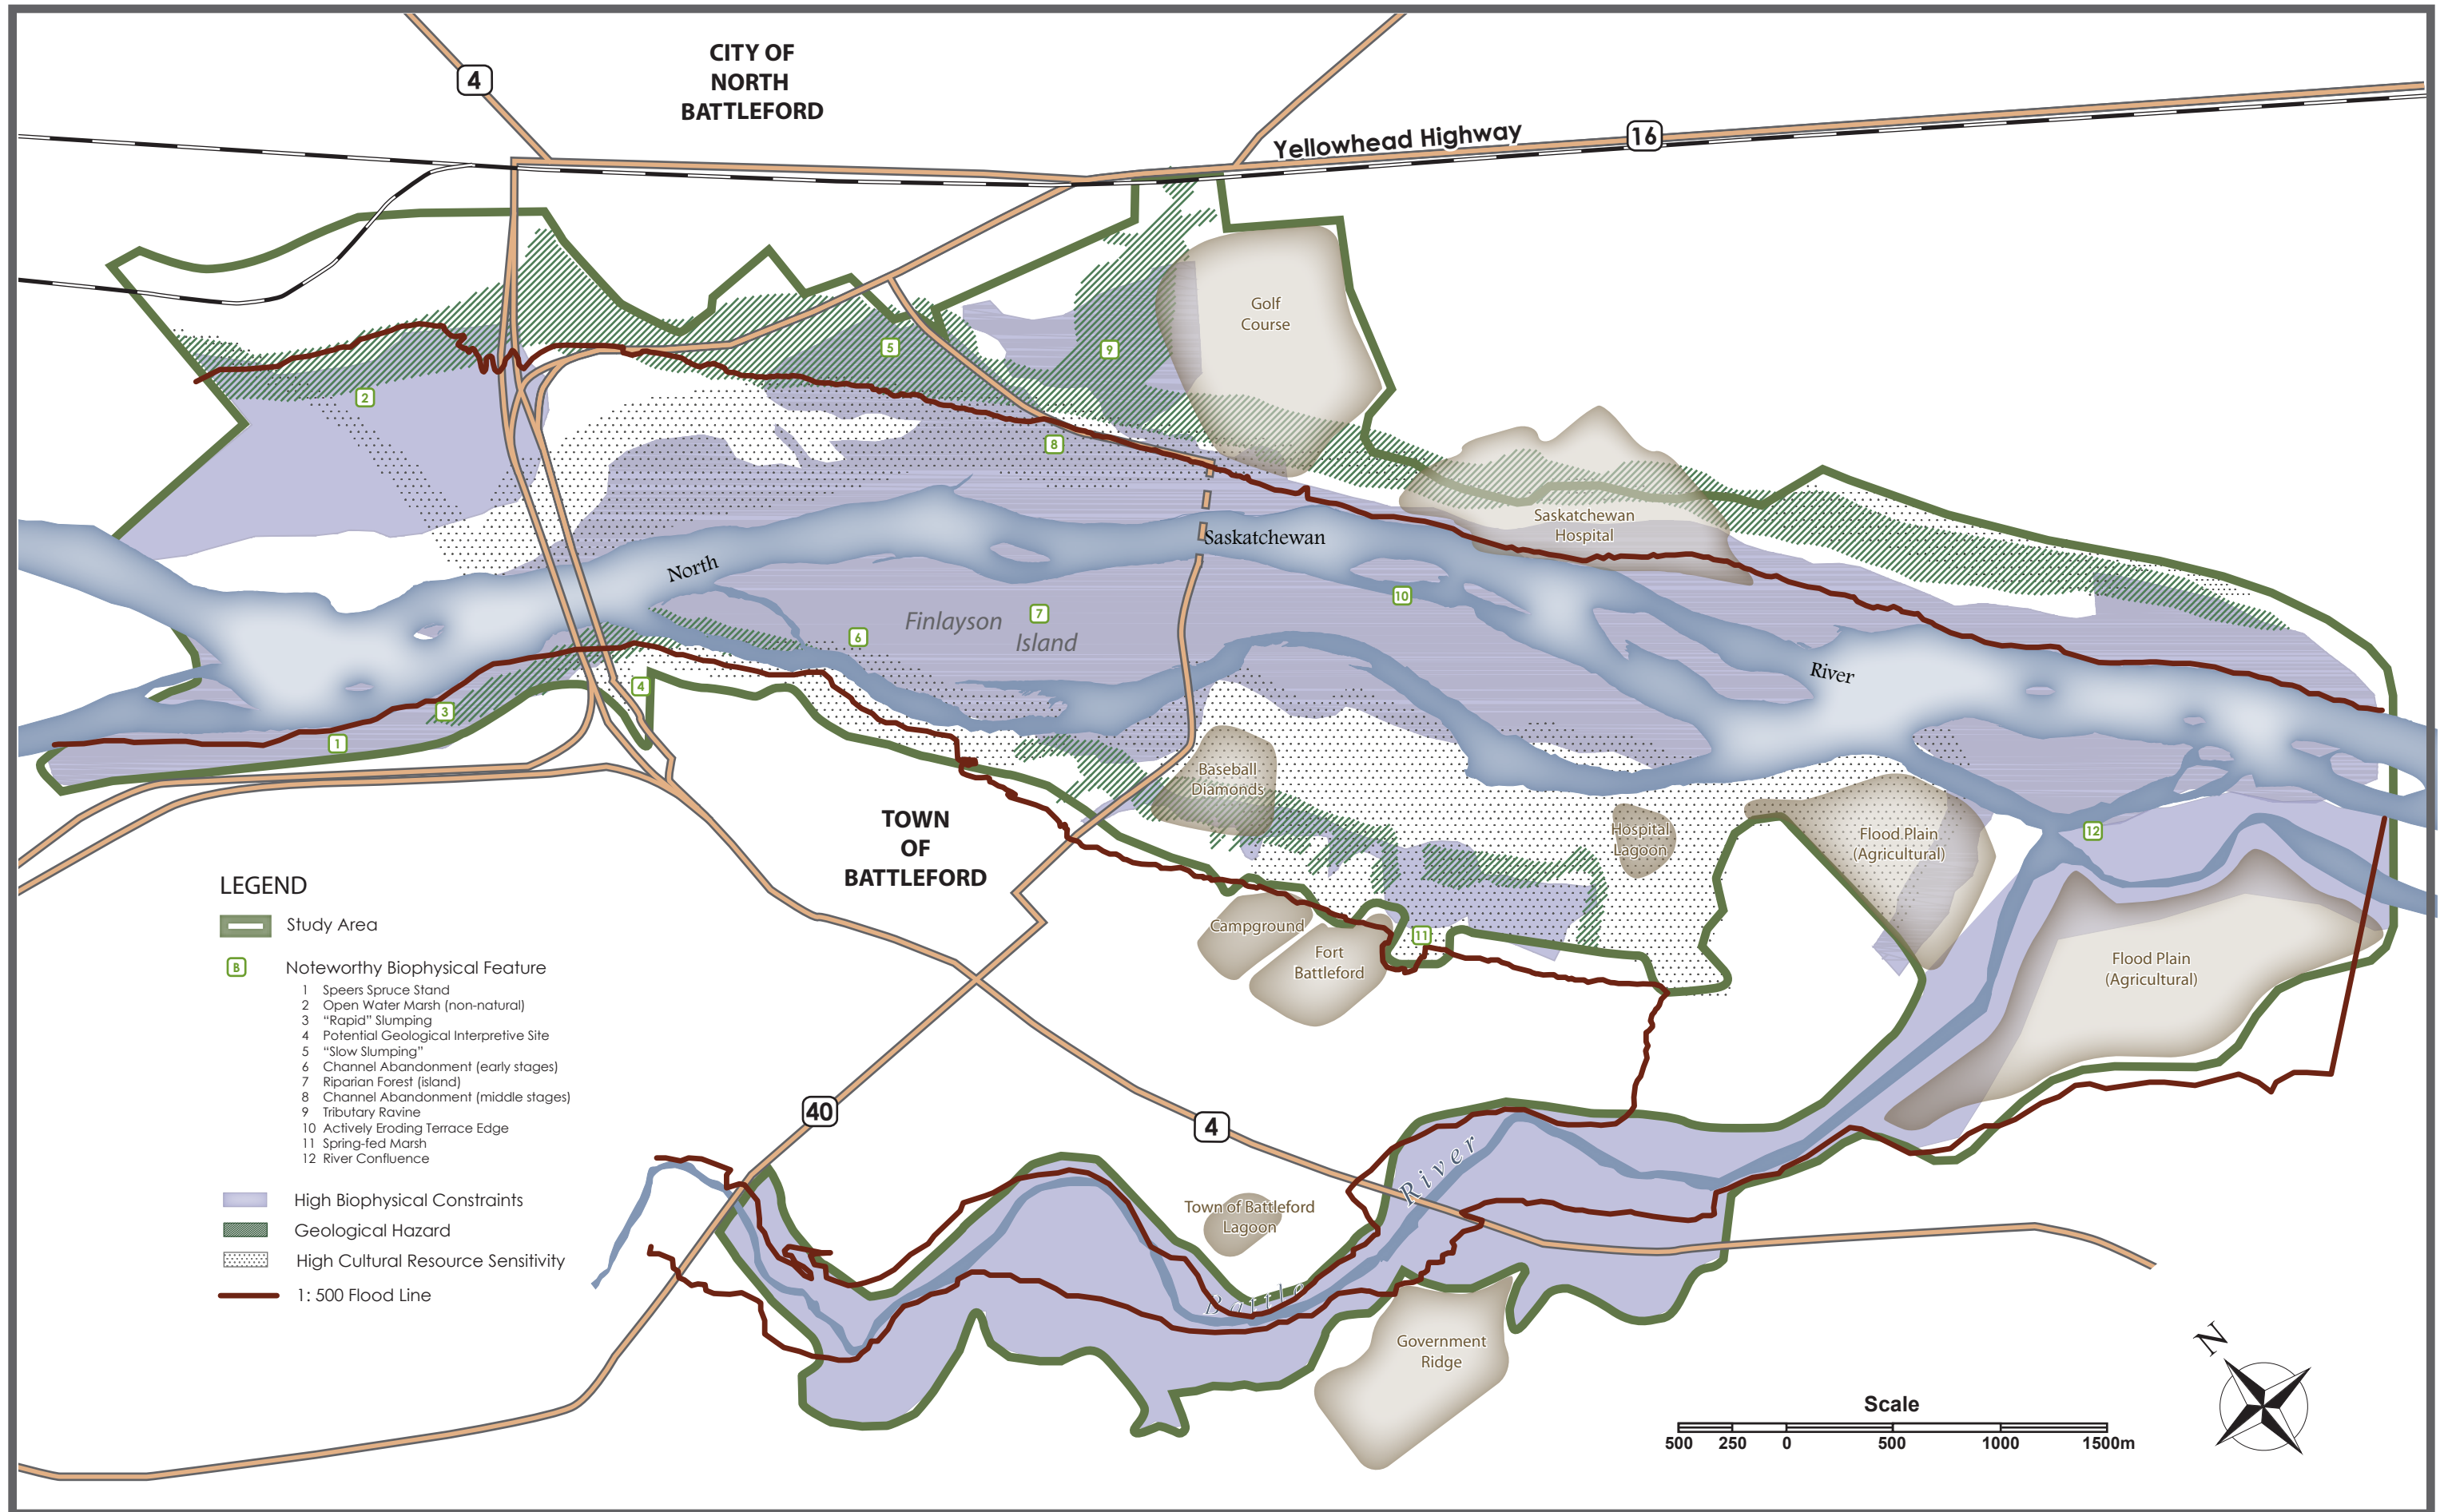 CITY OF
NORTH
BATTLEFORD
4
Yellowhead Highway
16
Golf
Course
2
5
9
8
Saskatchewan
Hospital
North
Saskatchewan
River
10
Finlayson
Island
7
6
4
3
1
Baseball
Diamonds
Hospital
Lagoon
Flood Plain
(Agricultural)
12
TOWN
OF
BATTLEFORD
Campground
Fort
Battleford
11
Flood Plain
(Agricultural)
40
4
Town of Battleford
Lagoon
Battle
River
Government
Ridge
LEGEND
Study Area
B Noteworthy Biophysical Feature
1 Speers Spruce Stand
2 Open Water Marsh (non-natural)
3 “Rapid” Slumping
4 Potential Geological Interpretive Site
5 “Slow Slumping”
6 Channel Abandonment (early stages)
7 Riparian Forest (island)
8 Channel Abandonment (middle stages)
9 Tributary Ravine
10 Actively Eroding Terrace Edge
11 Spring-fed Marsh
12 River Confluence
High Biophysical Constraints
Geological Hazard
High Cultural Resource Sensitivity
1: 500 Flood Line
Scale
500 250 0 500 1000 1500m
N